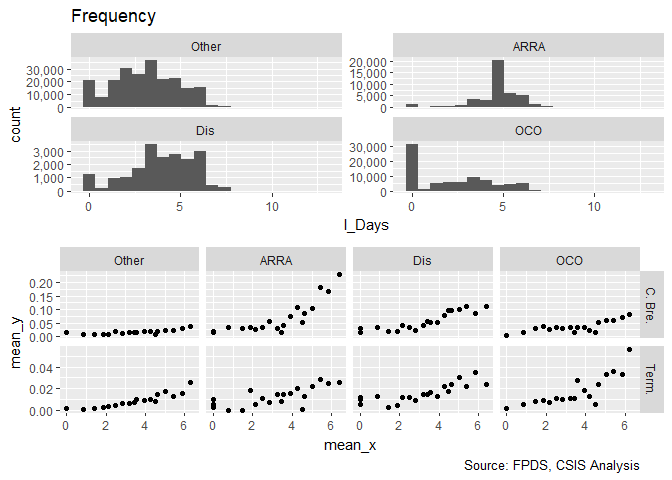 Frequency
Other
ARRA
30,000
20,000
10,000
0
20,000
15,000
10,000
5,000
0
count
Dis
OCO
3,000
2,000
1,000
0
30,000
20,000
10,000
0
0 5 10
0 5 10
l_Days
Other ARRA Dis OCO
0.20
0.15
0.10
0.05
0.00
C. Bre.
mean_y
0.04
0.02
0.00
Term.
0 2 4 6
0 2 4 6
0 2 4 6
0 2 4 6
mean_x
Source: FPDS, CSIS Analysis